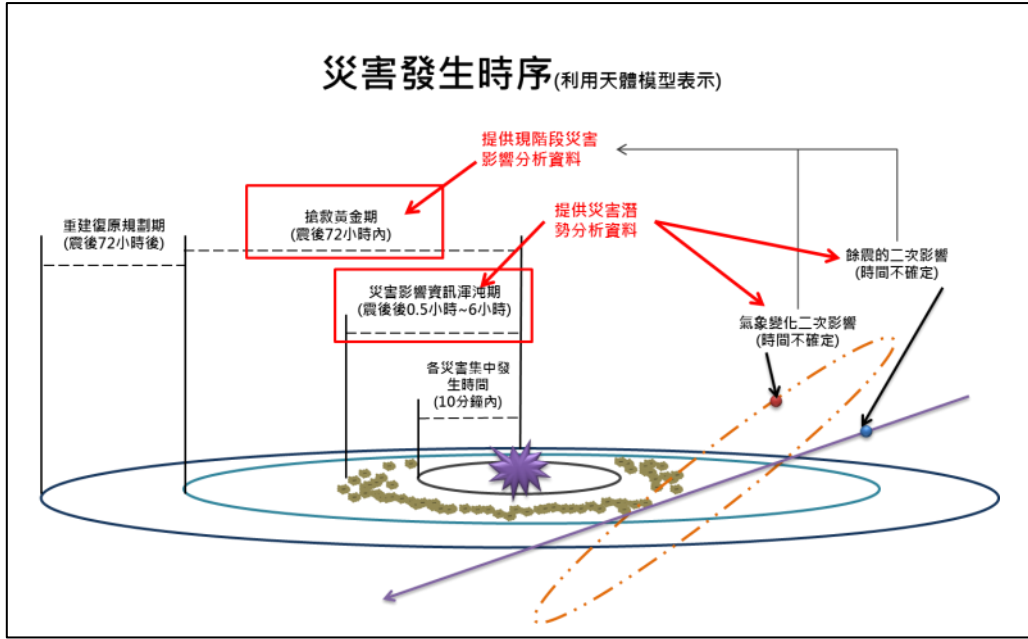 災害發生時序(利用天體模型表示)
提供現階段災害
影響分析資料
搶救黃金期
(震後72小時內)
重建復原規劃期
(震後72小時後)
提供災害潛
勢分析資料
餘震的二次影響
(時間不確定)
災害影響資訊渾沌期
(震後後0.5小時~6小時)
氣象變化二次影響
(時間不確定)
各災害集中發
生時間
(10分鐘內)